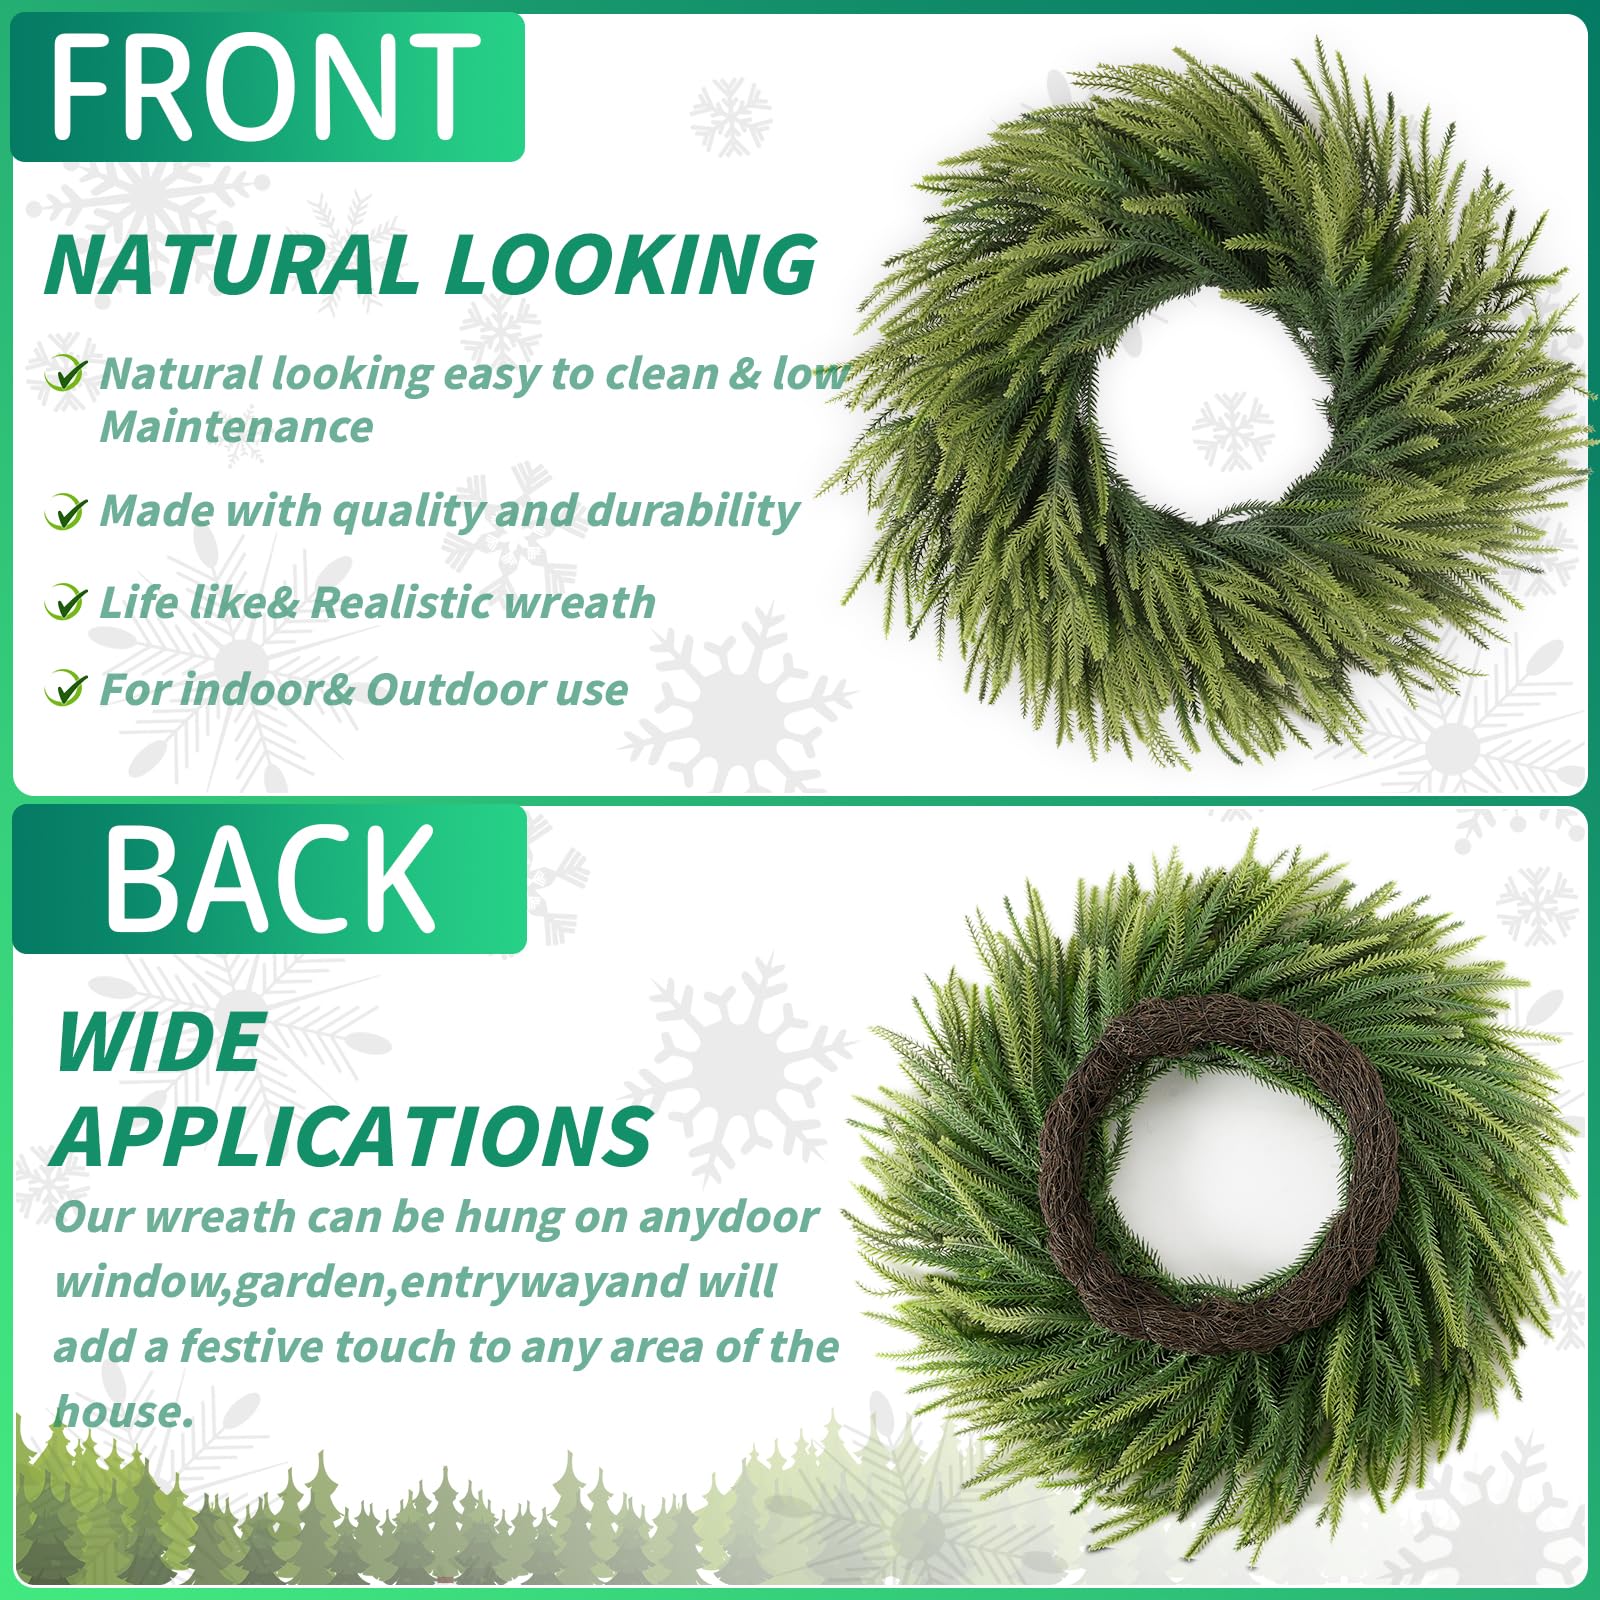 FRONT
NATURAL LOOKING
Natural looking easy to clean & low
Maintenance
Made with quality and durability
Life like& Realistic wreath
For indoor& Outdoor use
BACK
WIDE
APPLICATIONS
Our wreath can be hung on anydoor
window,garden,entrywayand will
add a festive touch to any area of the
house.